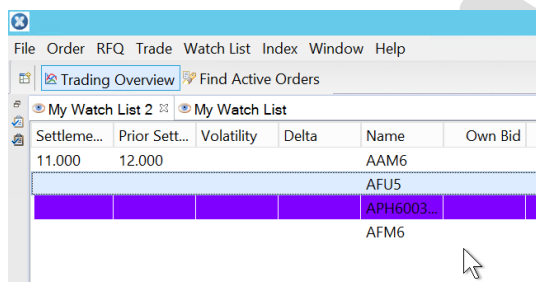 File Order RFQ Trade Watch List Index Window Help
Trading Overview Find Active Orders
My Watch List 2 My Watch List
Settleme... Prior Sett... Volatility Delta Name Own Bid
11.000 12.000 AAM6
AFU5
APH6003...
AFM6